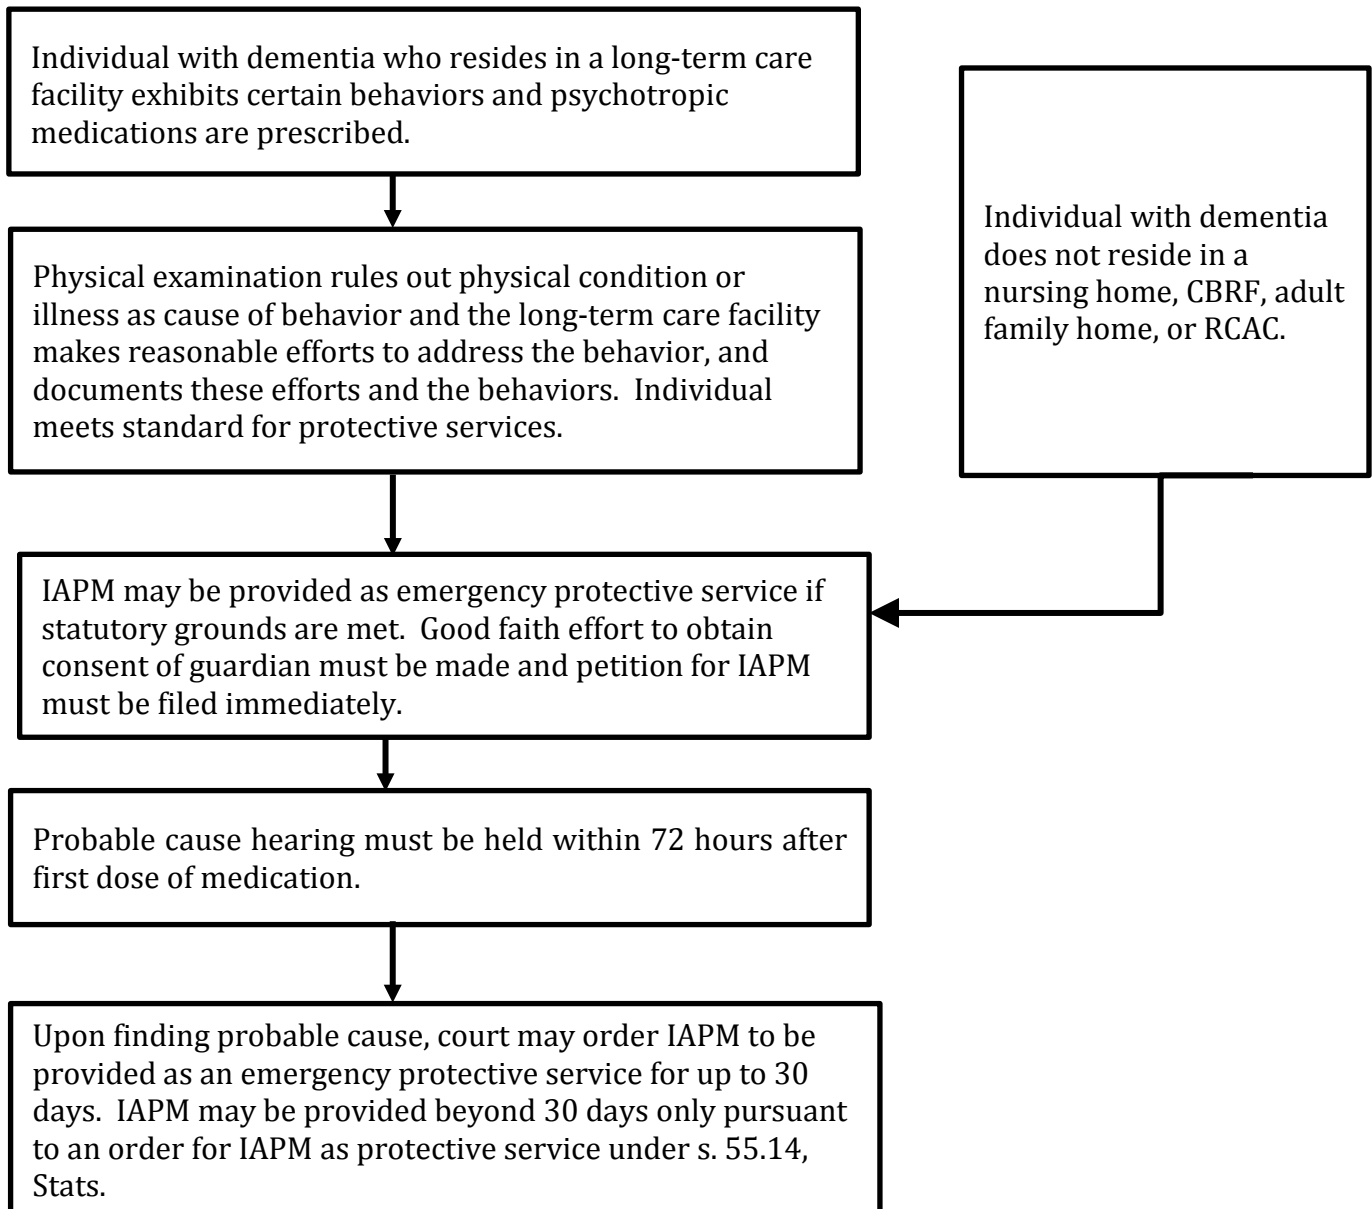 Individual with dementia who resides in a long-term care
facility exhibits certain behaviors and psychotropic
medications are prescribed.
Individual with dementia
does not reside in a
nursing home, CBRF, adult
family home, or RCAC.
Physical examination rules out physical condition or
illness as cause of behavior and the long-term care facility
makes reasonable efforts to address the behavior, and
documents these efforts and the behaviors.  Individual
meets standard for protective services.
IAPM may be provided as emergency protective service if
statutory grounds are met.  Good faith effort to obtain
consent of guardian must be made and petition for IAPM
must be filed immediately.
Probable cause hearing must be held within 72 hours after
first dose of medication.
Upon finding probable cause, court may order IAPM to be
provided as an emergency protective service for up to 30
days.  IAPM may be provided beyond 30 days only pursuant
to an order for IAPM as protective service under s. 55.14,
Stats.